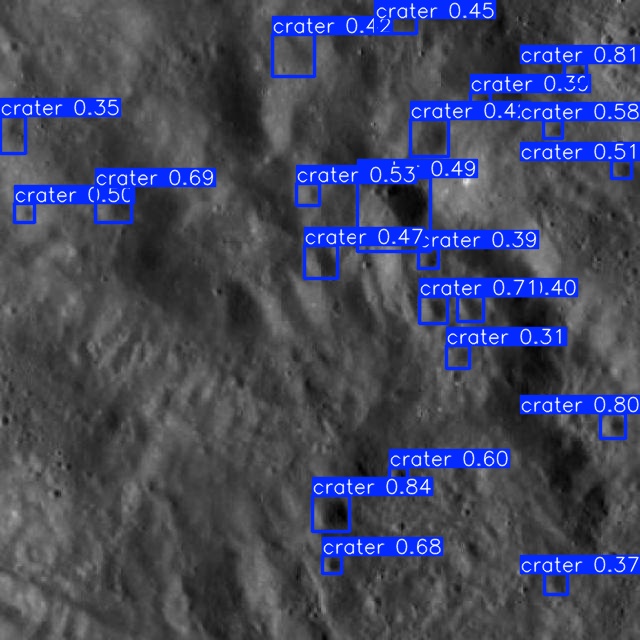 crater 0.45
crater 0.42
crater 0.81
crater 0.58
crater 0.35
crater 0.51
crater 0.49
crater 0.53
crater 0.69
crater 0.50
crater 0.47
crater 0.39
crater 0.71
0.40
crater 0.31
crater 0.80
crater 0.60
crater 0.84
crater 0.68
crater 0.37